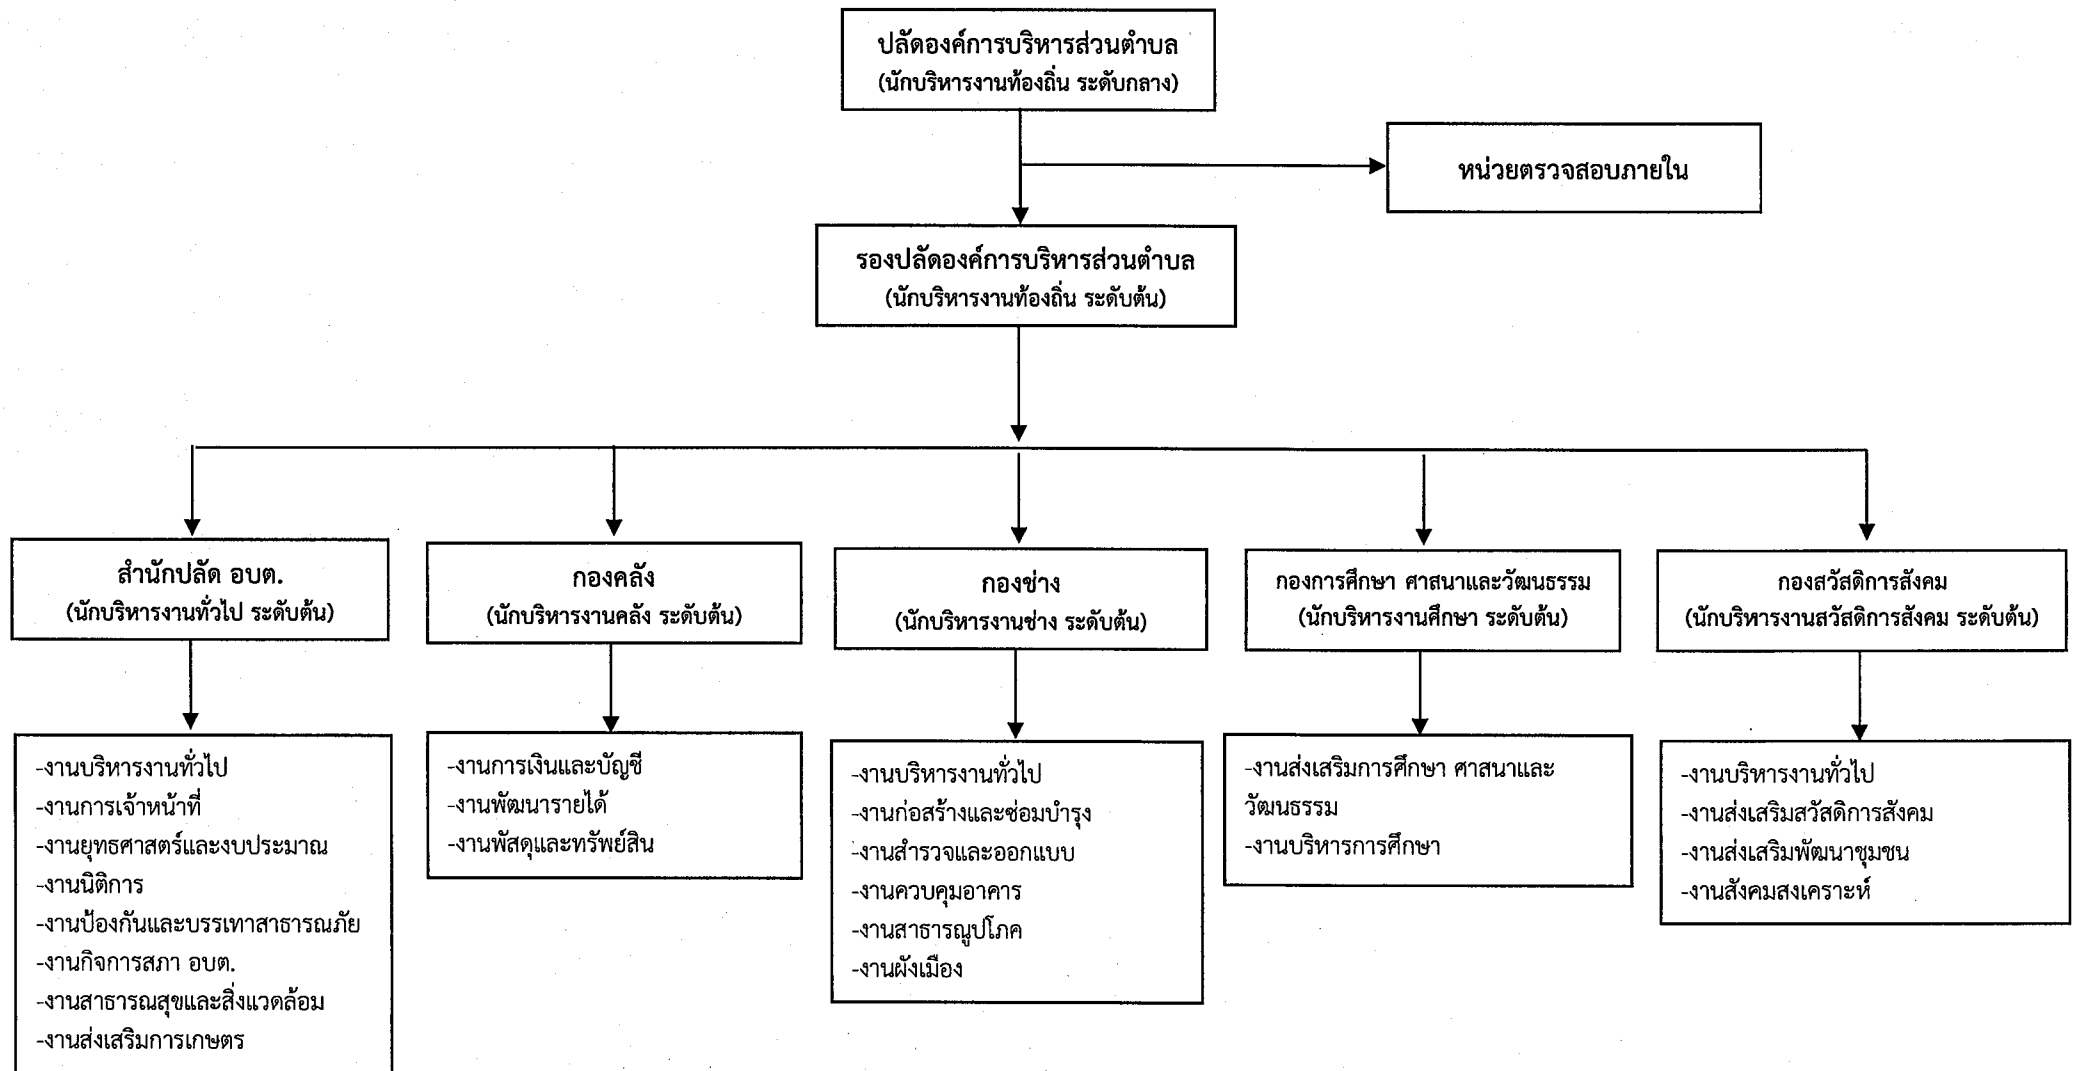 ปลัดองค์การบริหารส่วนตำบล
(นักบริหารงานท้องถิ่น ระดับกลาง)
หน่วยตรวจสอบภายใน
รองปลัดองค์การบริหารส่วนตำบล
(นักบริหารงานท้องถิ่น ระดับต้น)
สำนักปลัด อบต.
(นักบริหารงานทั่วไป ระดับต้น)
กองคลัง
(นักบริหารงานคลัง ระดับต้น)
กองช่าง
(นักบริหารงานช่าง ระดับต้น)
กองการศึกษา ศาสนาและวัฒนธรรม
(นักบริหารงานศึกษา ระดับต้น)
กองสวัสดิการสังคม
(นักบริหารงานสวัสดิการสังคม ระดับต้น)
-งานบริหารงานทั่วไป
-งานการเจ้าหน้าที่
-งานยุทธศาสตร์และงบประมาณ
-งานนิติการ
-งานป้องกันและบรรเทาสาธารณภัย
-งานกิจการสภา อบต.
-งานสาธารณสุขและสิ่งแวดล้อม
-งานส่งเสริมการเกษตร
-งานการเงินและบัญชี
-งานพัฒนารายได้
-งานพัสดุและทรัพย์สิน
-งานบริหารงานทั่วไป
-งานก่อสร้างและซ่อมบำรุง
-งานสำรวจและออกแบบ
-งานควบคุมอาคาร
-งานสาธารณูปโภค
-งานผังเมือง
-งานส่งเสริมการศึกษา ศาสนาและ
วัฒนธรรม
-งานบริหารการศึกษา
-งานบริหารงานทั่วไป
-งานส่งเสริมสวัสดิการสังคม
-งานส่งเสริมพัฒนาชุมชน
-งานสังคมสงเคราะห์